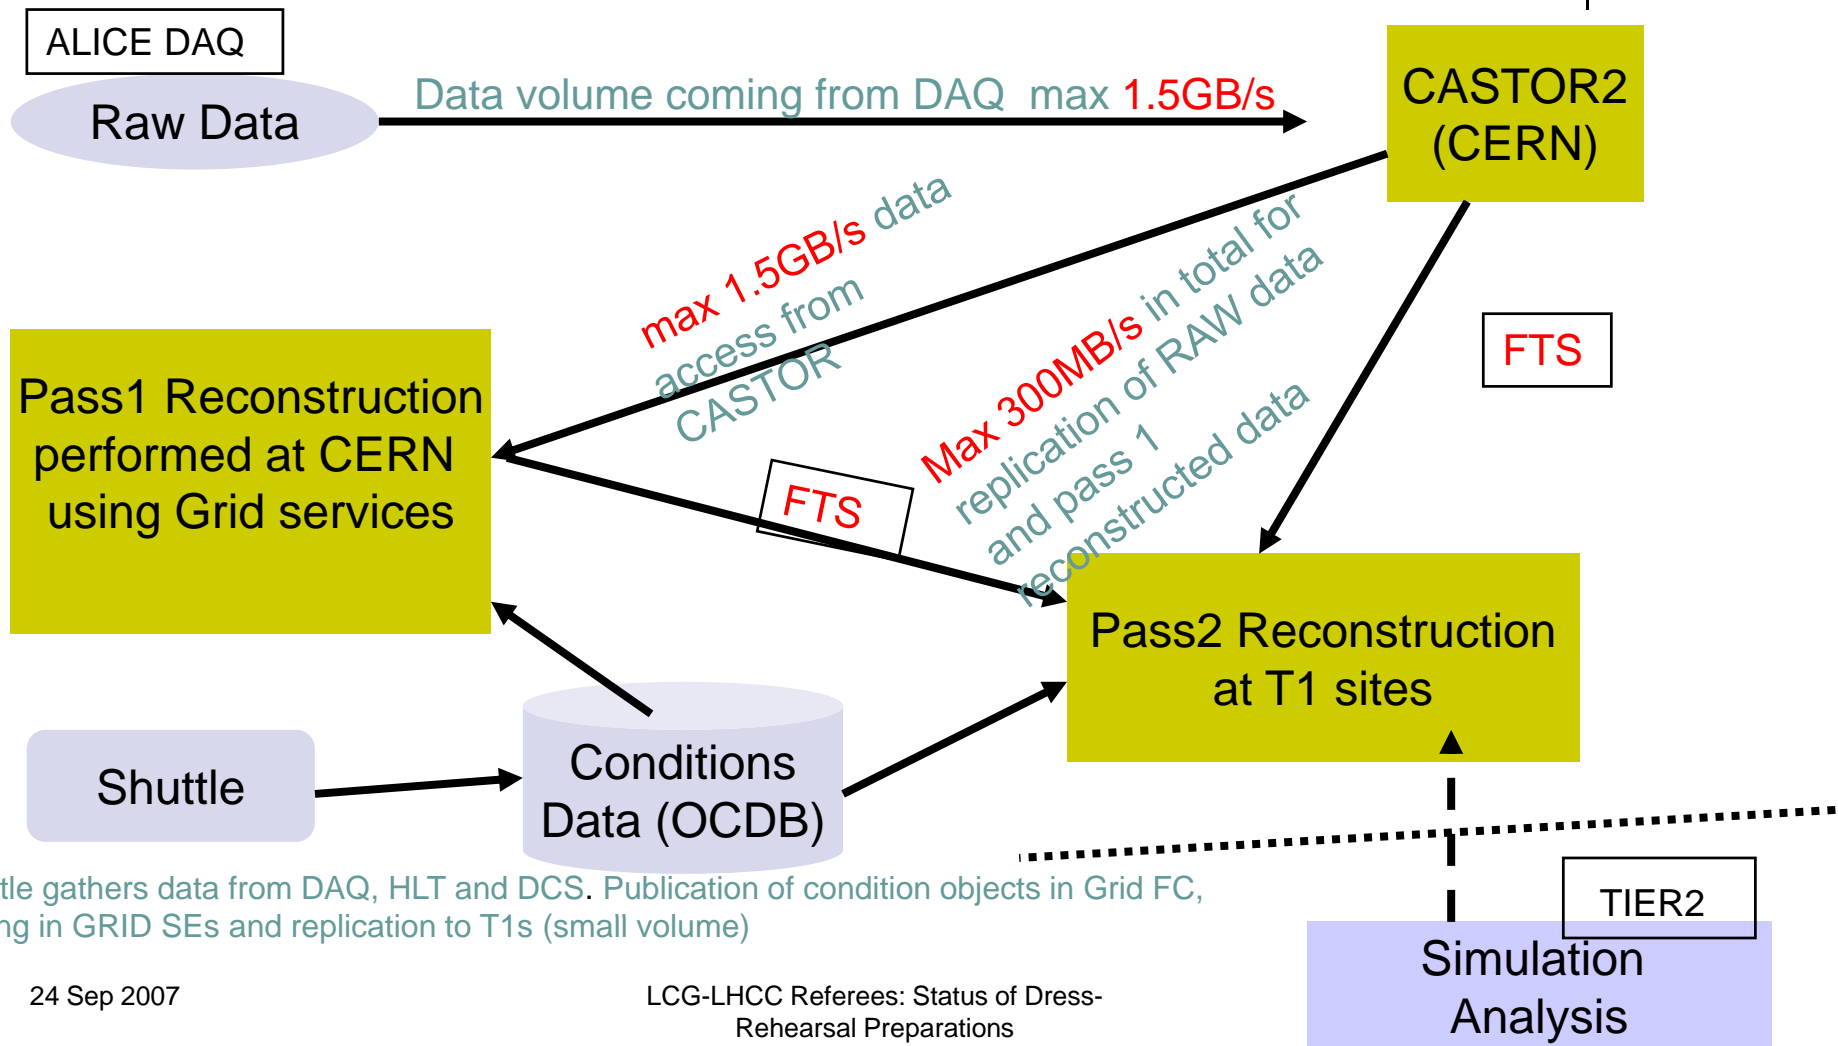 ALICE DAQ
Raw Data
Data volume coming from DAQ max 1.5GB/s
CASTOR2
(CERN)
max 1.5GB/s data
access from
CASTOR
Max 300MB/s in total for
replication of RAW data
and pass 1
reconstructed data
FTS
FTS
Pass1 Reconstruction
performed at CERN
using Grid services
Pass2 Reconstruction
at T1 sites
Shuttle
Conditions
Data (OCDB)
tle gathers data from DAQ, HLT and DCS. Publication of condition objects in Grid FC,
ng in GRID SEs and replication to T1s (small volume)
TIER2
Simulation
Analysis
24 Sep 2007
LCG-LHCC Referees: Status of Dress-
Rehearsal Preparations